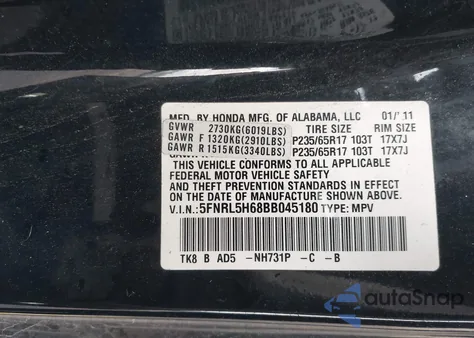 MFD. BY HONDA MFG. OF ALABAMA, LLC 01/'11
GVWR 2730KG(6019LBS) TIRE SIZE RIM SIZE
GAWR F 1320KG(2910LBS) P235/65R17 103T 17X7J
GAWR R 1515KG(3340LBS) P235/65R17 103T 17X7J
THIS VEHICLE CONFORMS TO ALL APPLICABLE
FEDERAL MOTOR VEHICLE SAFETY
AND THEFT PREVENTION STANDARDS IN EFFECT ON
THE DATE OF MANUFACTURE SHOWN ABOVE.
V.I.N.: 5FNRL5H68BB045180 TYPE: MPV
TK8 B AD5 -NH731P -C -B
autoSnap